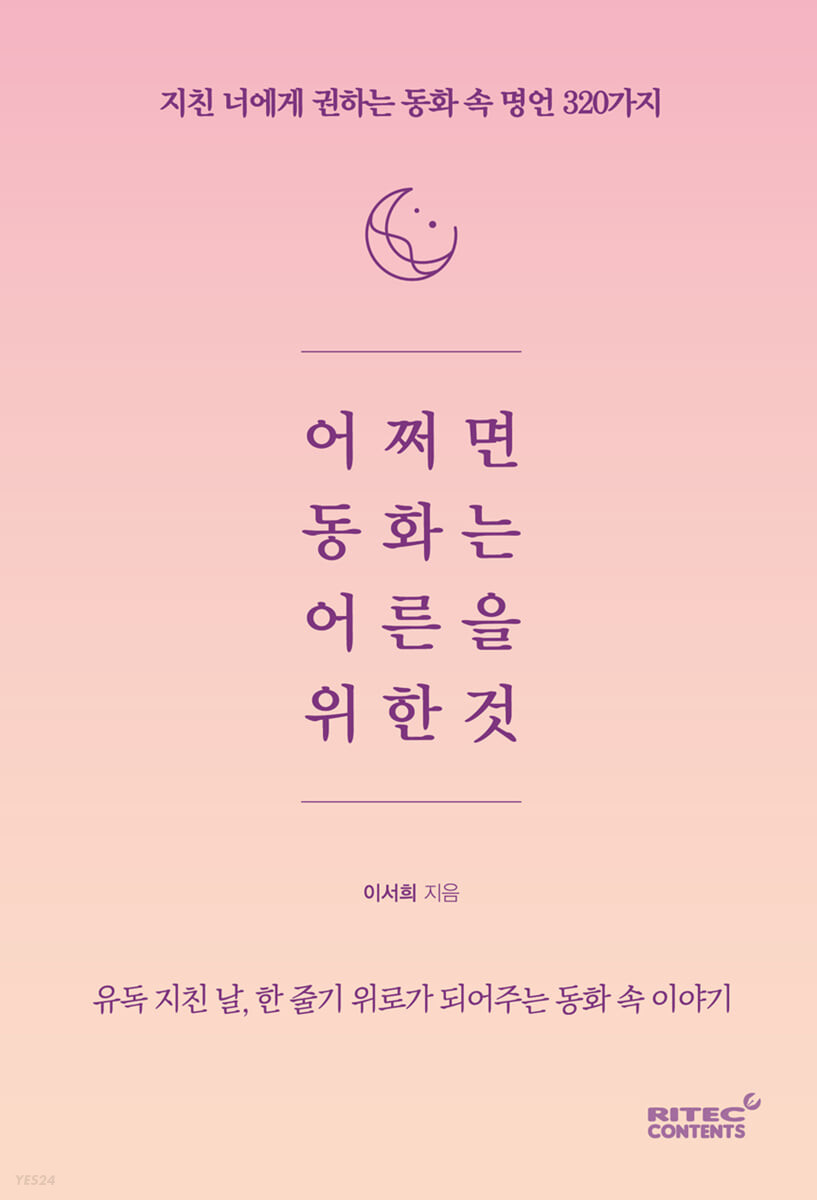 지친 너에게 권하는 동화 속 명언 320가지
어쩌면
동화는
어른을
위한것
이서희 지음
유독 지친 날, 한 줄기 위로가 되어주는 동화 속 이야기
RITEC
CONTENTS
YES24